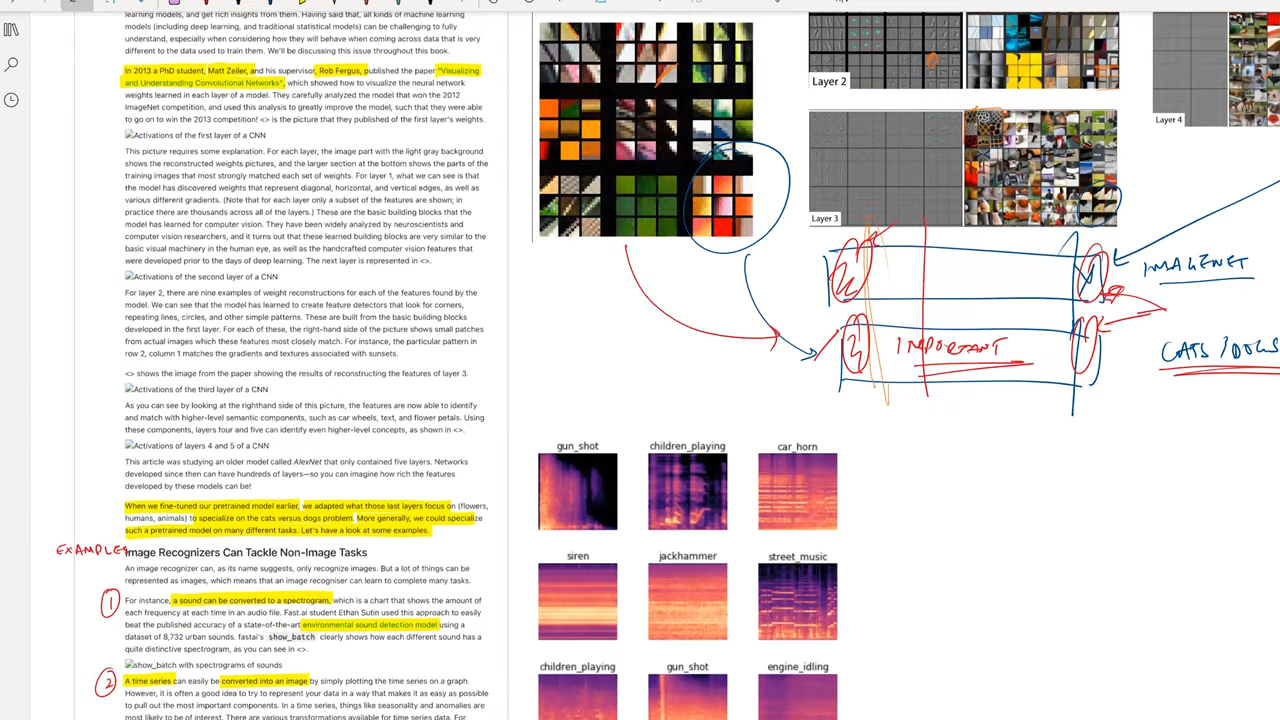 learning models, and get rich insights from them. Having said that, all kinds of machine learning
models (including deep learning, and traditional statistical models) can be challenging to fully
understand, especially when considering how they will behave when coming across data that is
very different to the data used to train them. We'll be discussing this issue throughout this book.
In 2013 a PhD student, Matt Zeiler, and his supervisor, Rob Fergus, published the paper "Visualizing
and Understanding Convolutional Networks", which showed how to visualize the neural network
weights learned in each layer of a model. They carefully analyzed the model that won the 2012
ImageNet competition, and used this analysis to greatly improve the model, such that they were able
to go on to win the 2013 competition! <> is the picture that they published of the first layer's weights.
Activations of the first layer of a CNN
This picture requires some explanation. For each layer, the image part with the light gray background
shows the reconstructed weights pictures, and the larger section at the bottom shows the parts of the
training images that most strongly matched each set of weights. For layer 1, what we can see is that
the model has discovered weights that represent diagonal, horizontal, and vertical edges, as well as
various different gradients. (Note that for each layer only a subset of the features are shown; in
practice there are thousands across all of the layers.) These are the basic building blocks that the
model has learned for computer vision. They have been widely analyzed by neuroscientists and
computer vision researchers, and it turns out that these learned building blocks are very similar to the
basic visual machinery in the human eye, as well as the handcrafted computer vision features that
were developed prior to the days of deep learning. The next layer is represented in <>.
Activations of the second layer of a CNN
For layer 2, there are nine examples of weight reconstructions for each of the features found by the
model. We can see that the model has learned to create feature detectors that look for corners,
repeating lines, circles, and other simple patterns. These are built from the basic building blocks
developed in the first layer. For each of these, the right-hand side of the picture shows small patches
from actual images which these features most closely match. For instance, the particular pattern in
row 2, column 1 matches the gradients and textures associated with sunsets.
<> shows the image from the paper showing the results of reconstructing the features of level 3.
Activations of the third layer of a CNN
As you can see by looking at the righthand side of this picture, the features are now able to identify
and match with higher-level semantic components, such as car wheels, text, and flower petals. Using
these components, layers four and five can identify even higher-level concepts, as shown in <>.
Activations of layers 4 and 5 of a CNN
This article was studying an older model called AlexNet that only contained five layers. Networks
developed since then can have hundreds of layers—so you can imagine how rich the features
developed by these models can be!
When we fine-tuned our pretrained model earlier, we adapted what those last layers focus on (flowers,
humans, animals) to specialize on the cats versus dogs problem. More generally, we could specialize
such a pretrained model on many different tasks. Let's have a look at some examples.
EXAMPLES
Image Recognizers Can Tackle Non-Image Tasks
An image recognizer can, as its name suggests, only recognize images. But a lot of things can be
represented as images, which means that an image recogniser can learn to complete many tasks.
1
For instance, a sound can be converted to a spectrogram, which is a chart that shows the amount of
each frequency at each time in an audio file. Fast.ai student Ethan Sutin used this approach to easily
beat the published accuracy of a state-of-the-art environmental sound detection model using a
dataset of 8,732 urban sounds. fastai's show_batch clearly shows how each different sound has a
quite distinctive spectrogram, as you can see in <>.
show_batch with spectrograms of sounds
2
A time series can easily be converted into an image by simply plotting the time series on a graph.
However, it is often a good idea to try to represent your data in a way that makes it as easy as possible
to pull out the most important components. In a time series, things like seasonality and anomalies are
most likely to be of interest. There are various transformations available for time series data. For
Layer 2
Layer 3
Layer 4
IMAGENET
IMPORTANT
CATS/DOGS
gun_shot children_playing car_horn
siren jackhammer street_music
children_playing gun_shot engine_idling